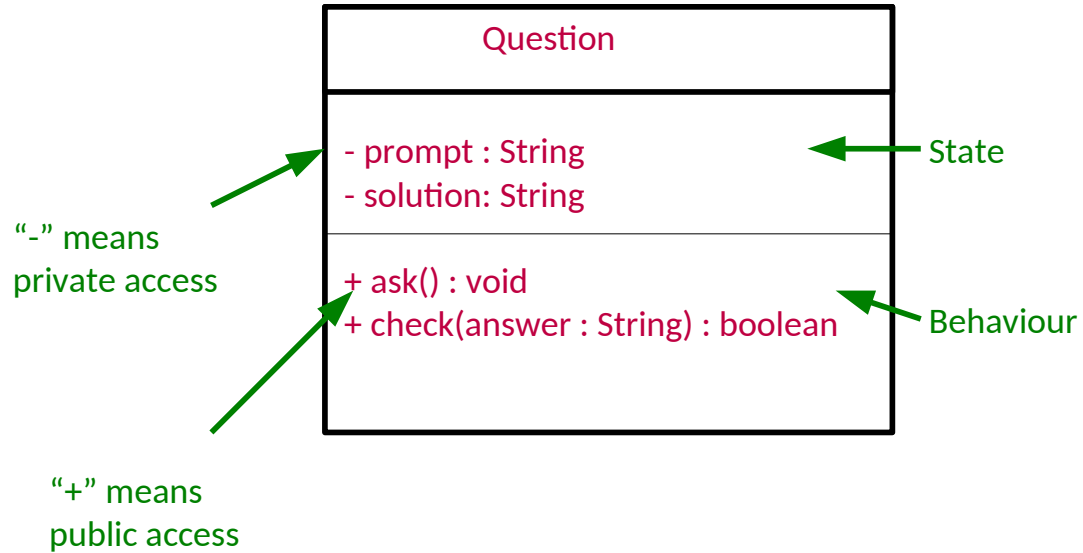 Question
- prompt : String
- solution: String
State
“-” means
private access
+ ask() : void
+ check(answer : String) : boolean
Behaviour
“+” means
public access